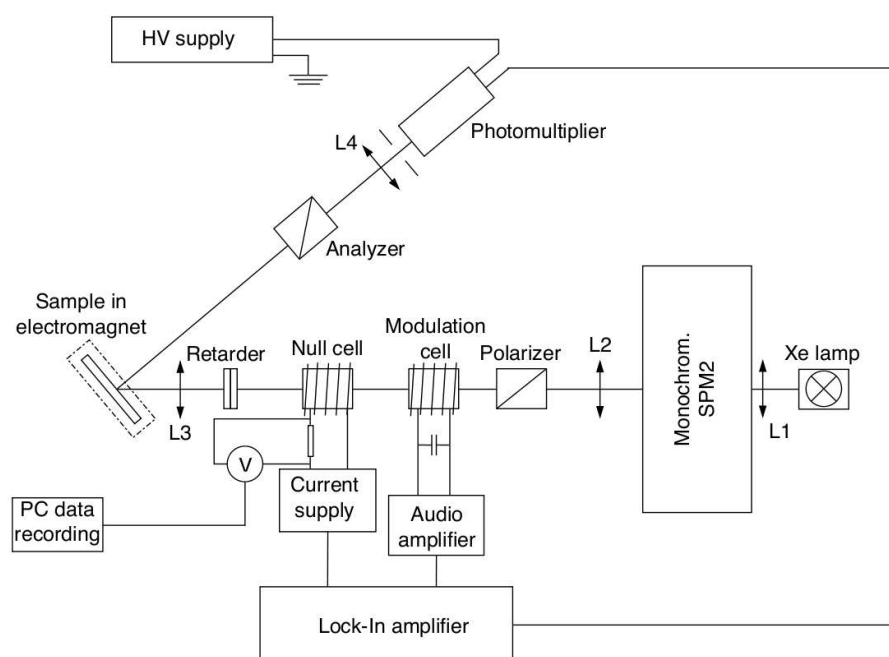 HV supply
Photomultiplier
L4
Analyzer
Sample in
electromagnet
Retarder
Null cell
Modulation
cell
Polarizer
L2
Monochrom.
SPM2
Xe lamp
L1
L3
V
Current
supply
Audio
amplifier
PC data
recording
Lock-In amplifier